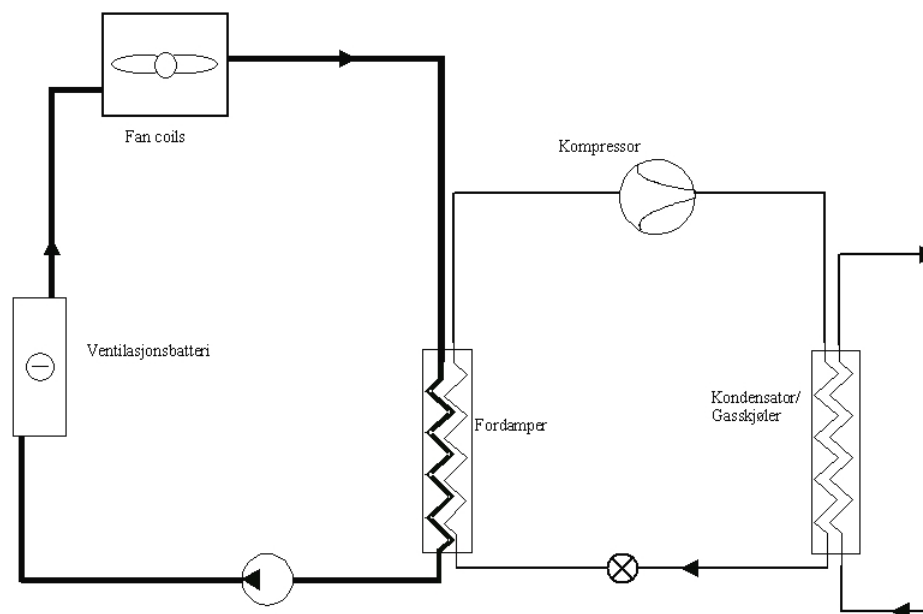 Fan coils
Kompressor
Ventilasjonsbatteri
Fordamper
Kondensator/
Gasskjøler